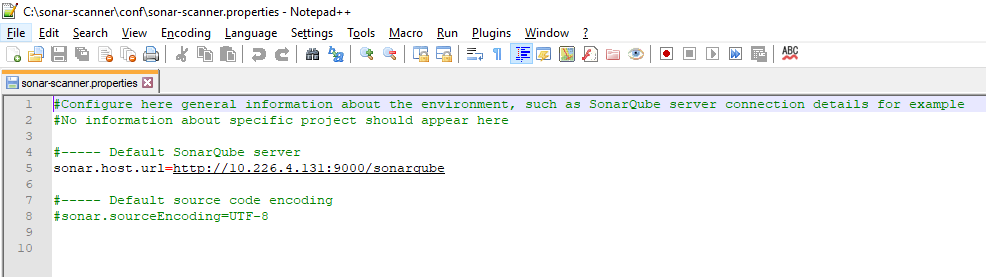 C:\sonar-scanner\conf\sonar-scanner.properties - Notepad++
File Edit Search View Encoding Language Settings Tools Macro Run Plugins Window ?
ABC
sonar-scanner.properties
1 #Configure here general information about the environment, such as SonarQube server connection details for example
2 #No information about specific project should appear here
3
4 #----- Default SonarQube server
5 sonar.host.url=http://10.226.4.131:9000/sonarqube
6
7 #----- Default source code encoding
8 #sonar.sourceEncoding=UTF-8
9
10